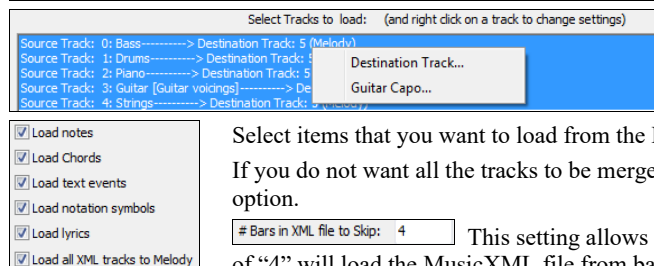 Select Tracks to load: (and right click on a track to change settings)
Source Track: 0: Bass----------> Destination Track: 5 (Melody)
Source Track: 1: Drums----------> Destination Track: 5
Source Track: 2: Piano----------> Destination Track: 5
Source Track: 3: Guitar [Guitar voicings]----------> De
Source Track: 4: Strings----------> Destination Track: 5 (Melody)
Destination Track...
Guitar Capo...
Load notes
Load Chords
Load text events
Load notation symbols
Load lyrics
Load all XML tracks to Melody
Select items that you want to load from the
If you do not want all the tracks to be merge
option.
# Bars in XML file to Skip: 4 This setting allows
of “4” will load the MusicXML file from ba